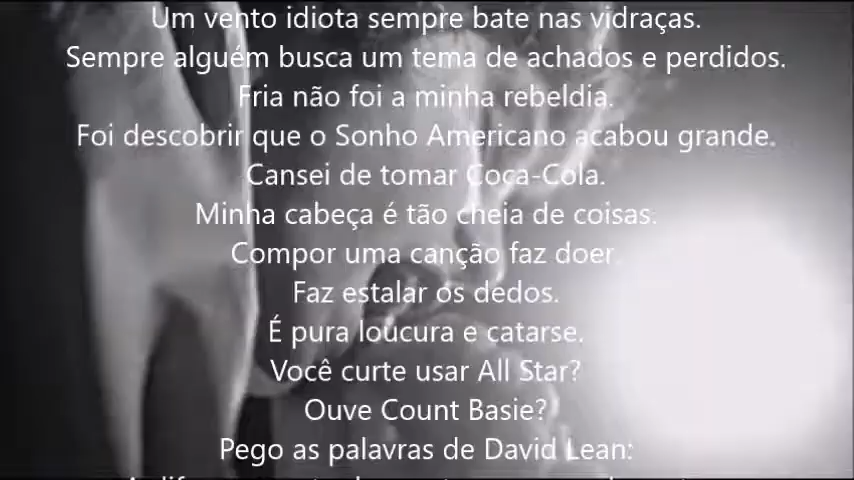 Um vento idiota sempre bate nas vidraças.
Sempre alguém busca um tema de achados e perdidos.
Fria não foi a minha rebeldia.
Foi descobrir que o Sonho Americano acabou grande.
Cansei de tomar Coca-Cola.
Minha cabeça é tão cheia de coisas.
Compor uma canção faz doer.
Faz estalar os dedos.
É pura loucura e catarse.
Você curte usar All Star?
Ouve Count Basie?
Pego as palavras de David Lean: